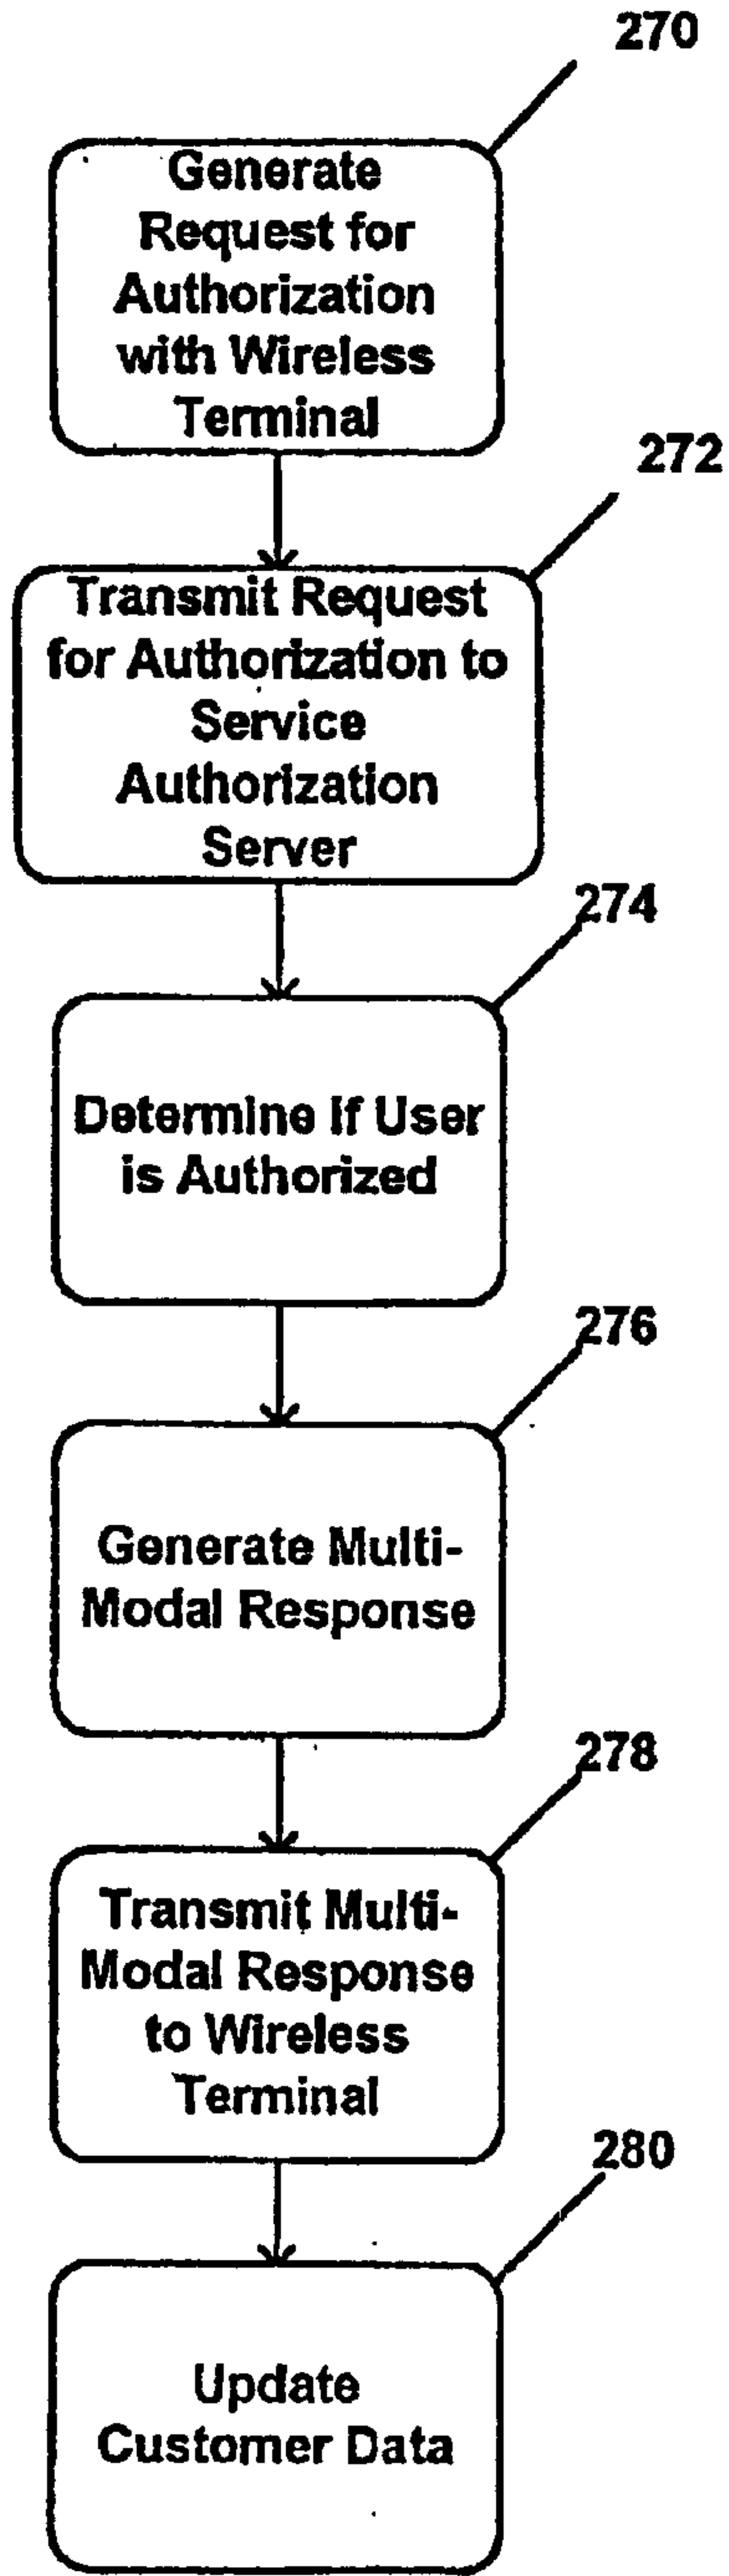 270
Generate
Request for
Authorization
with Wireless
Terminal
272
Transmit Request
for Authorization to
Service
Authorization
Server
274
Determine If User
is Authorized
276
Generate Multi-
Modal Response
278
Transmit Multi-
Modal Response
to Wireless
Terminal
280
Update
Customer Data